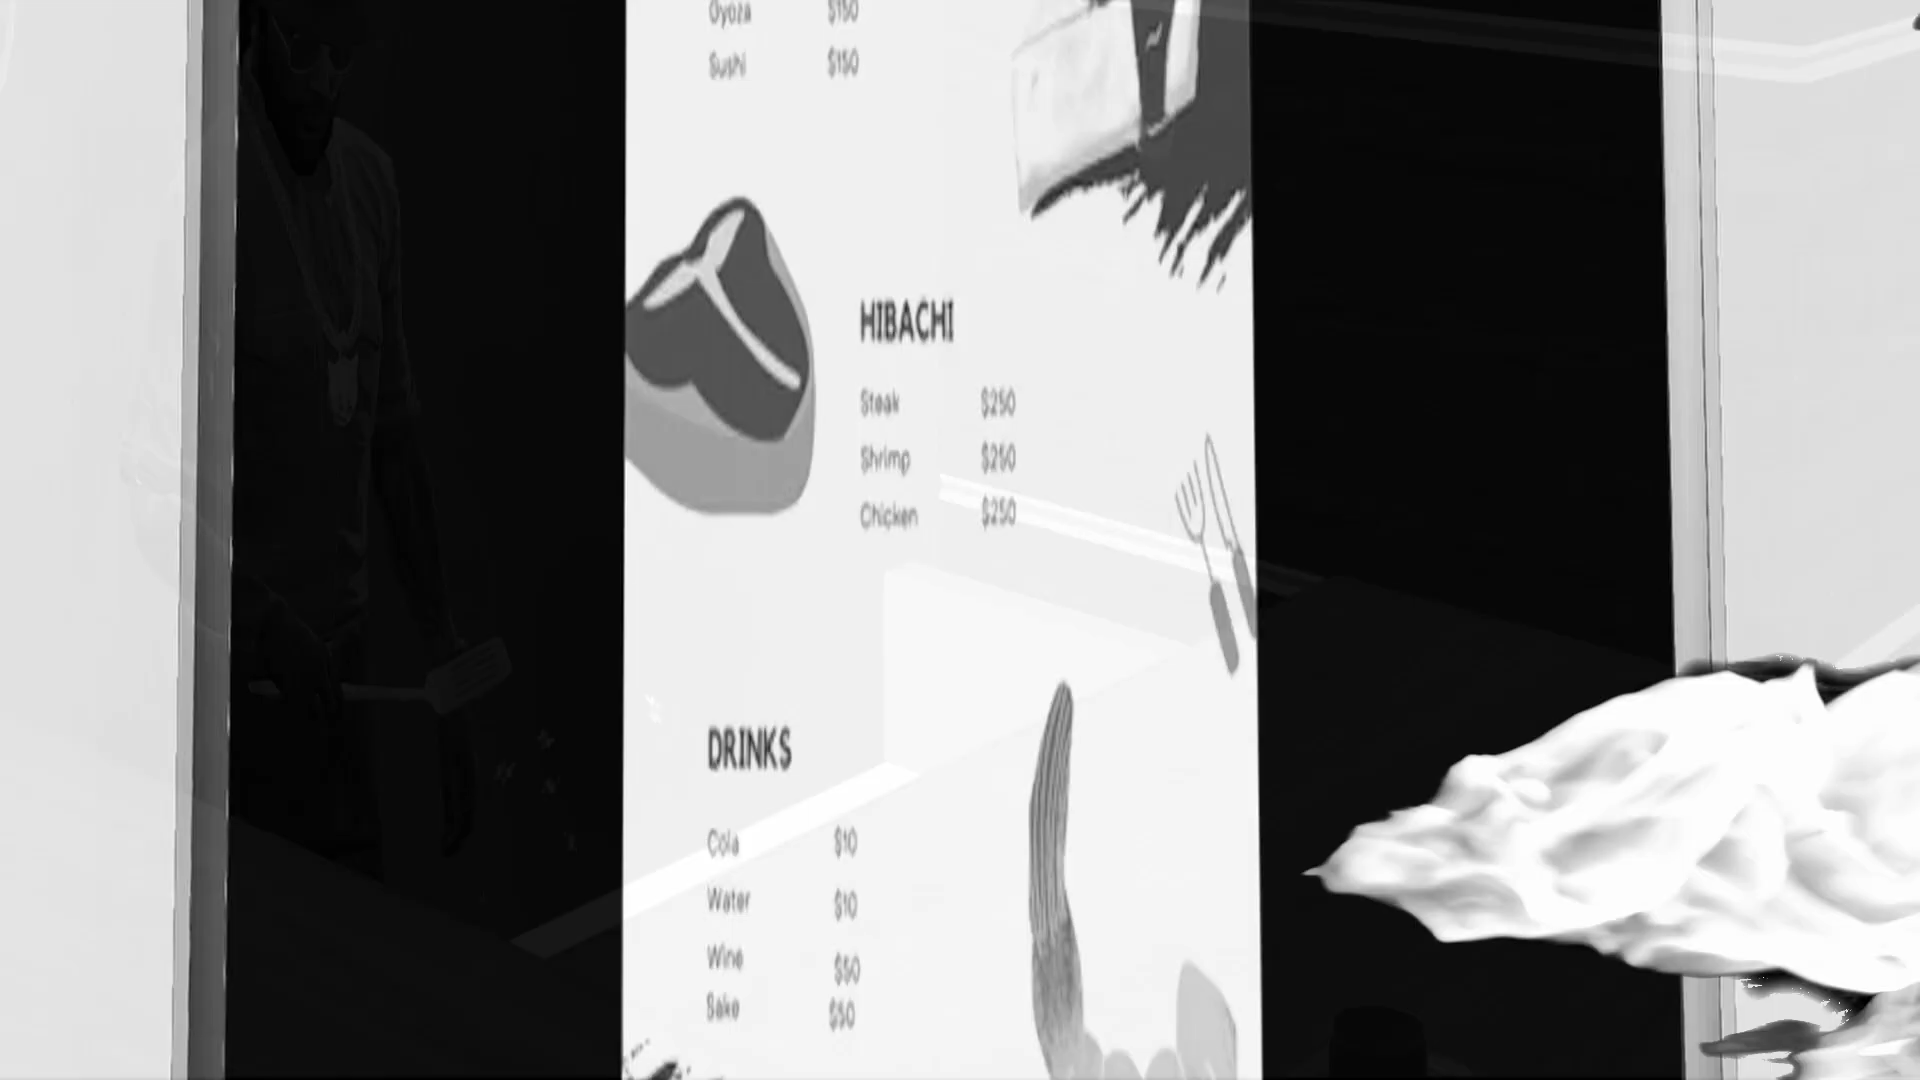 Gyoza $150
Sushi $150
HIBACHI
Steak $250
Shrimp $250
Chicken $250
DRINKS
Cola $10
Water $10
Wine $50
Sake $50